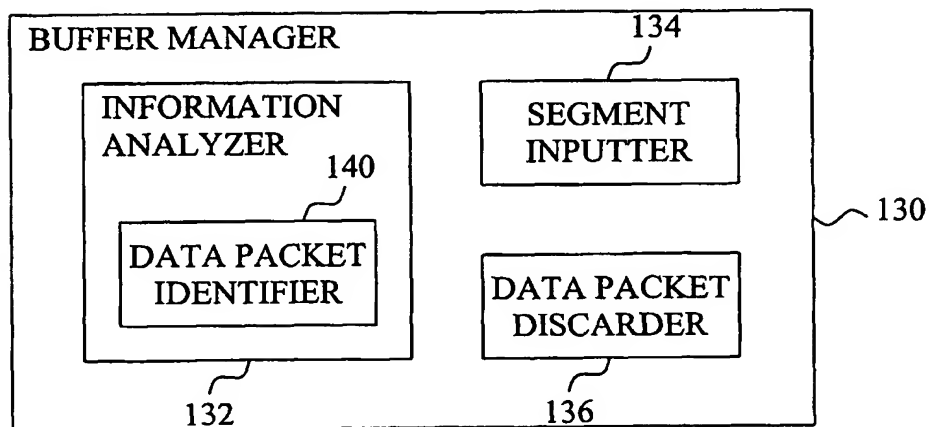 BUFFER MANAGER
134
INFORMATION
ANALYZER
SEGMENT
INPUTTER
140
130
DATA PACKET
IDENTIFIER
DATA PACKET
DISCARDER
132
136